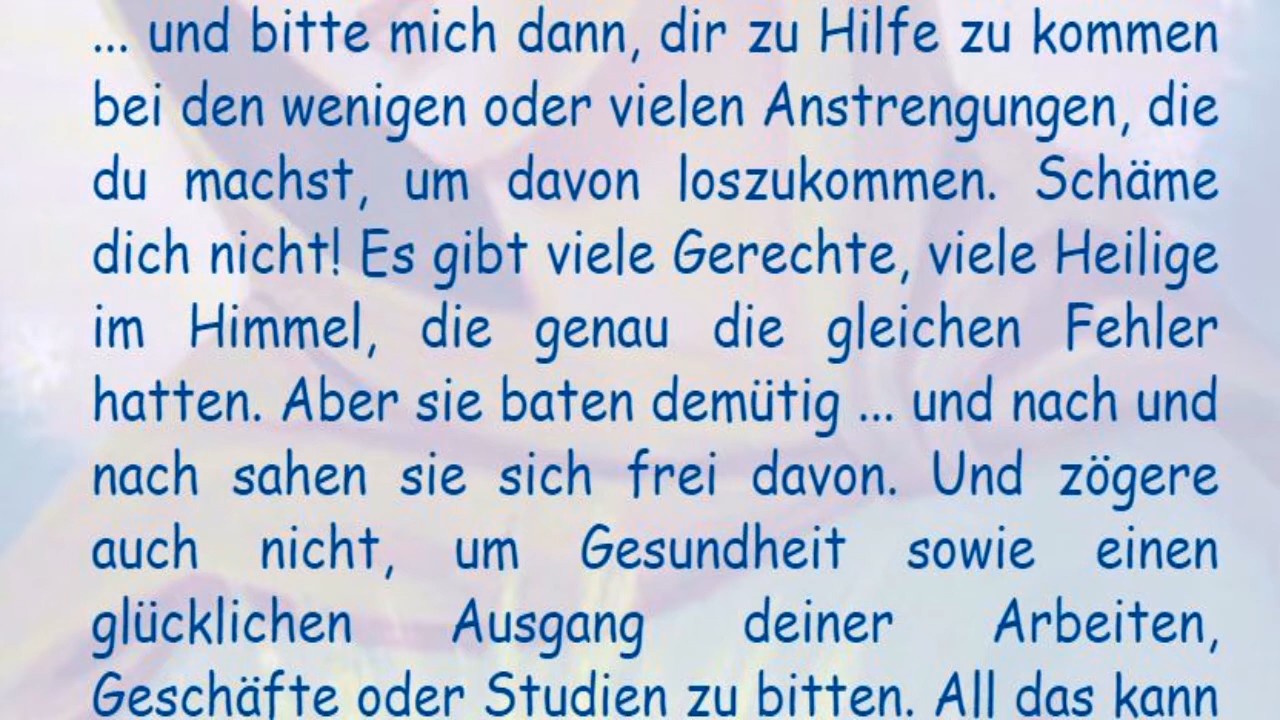 ... und bitte mich dann, dir zu Hilfe zu kommen
bei den wenigen oder vielen Anstrengungen, die
du machst, um davon loszukommen. Schäme
dich nicht! Es gibt viele Gerechte, viele Heilige
im Himmel, die genau die gleichen Fehler
hatten. Aber sie baten demütig ... und nach und
nach sahen sie sich frei davon. Und zögere
auch nicht, um Gesundheit sowie einen
glücklichen Ausgang deiner Arbeiten,
Geschäfte oder Studien zu bitten. All das kann